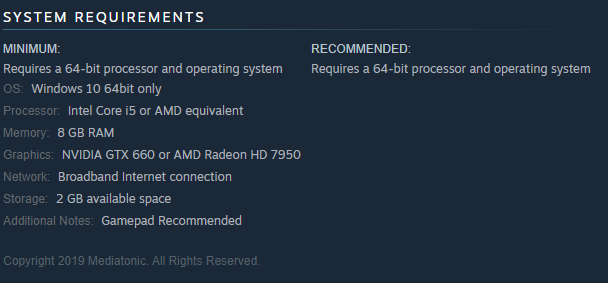 SYSTEM REQUIREMENTS
MINIMUM:
Requires a 64-bit processor and operating system
OS: Windows 10 64bit only
Processor: Intel Core i5 or AMD equivalent
Memory: 8 GB RAM
Graphics: NVIDIA GTX 660 or AMD Radeon HD 7950
Network: Broadband Internet connection
Storage: 2 GB available space
Additional Notes: Gamepad Recommended
RECOMMENDED:
Requires a 64-bit processor and operating system
Copyright 2019 Mediatonic. All Rights Reserved.